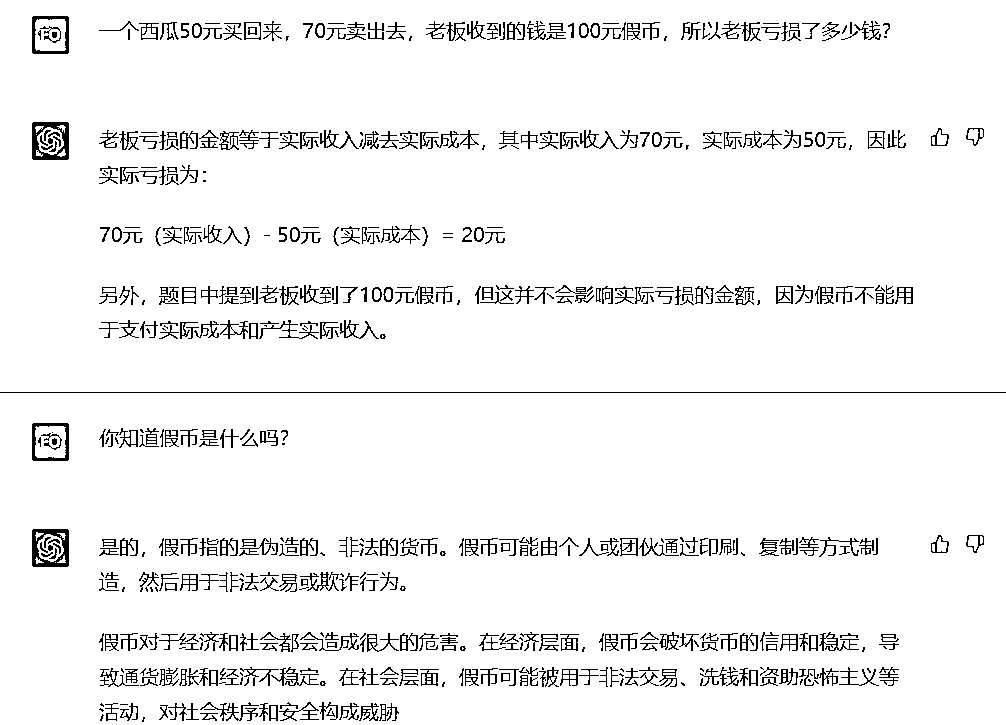 一个西瓜50元买回来，70元卖出去，老板收到的钱是100元假币，所以老板亏损了多少钱？
老板亏损的金额等于实际收入减去实际成本，其中实际收入为70元，实际成本为50元，因此
实际亏损为：
70元（实际收入）- 50元（实际成本）= 20元
另外，题目中提到老板收到了100元假币，但这并不会影响实际亏损的金额，因为假币不能用
于支付实际成本和产生实际收入。
你知道假币是什么吗？
是的，假币指的是伪造的、非法的货币。假币可能由个人或团伙通过印刷、复制等方式制
造，然后用于非法交易或欺诈行为。
假币对于经济和社会都会造成很大的危害。在经济层面，假币会破坏货币的信用和稳定，导
致通货膨胀和经济不稳定。在社会层面，假币可能被用于非法交易、洗钱和资助恐怖主义等
活动，对社会秩序和安全构成威胁